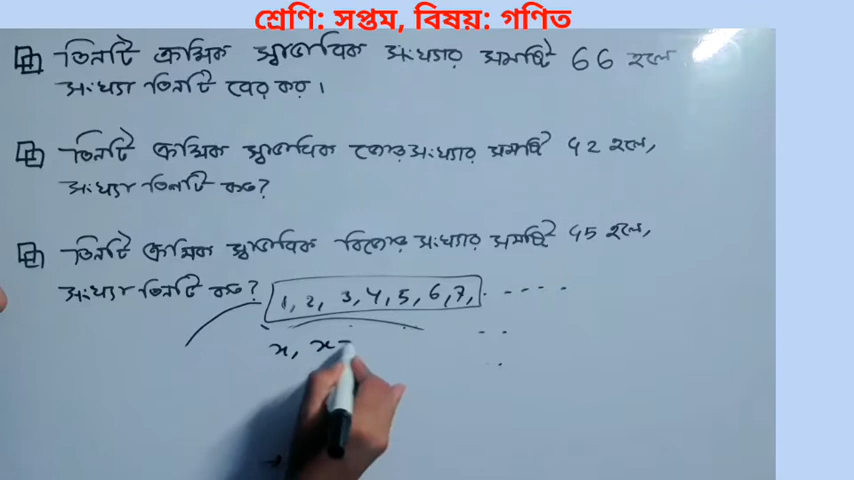 শ্রেণি: সপ্তম, বিষয়: গণিত
তিনটি ক্রমিক স্বাভাবিক সংখ্যার সমষ্টি 66 হলে
সংখ্যা তিনটি বের কর।
তিনটি ক্রমিক স্বাভাবিক জোড় সংখ্যার সমষ্টি 42 হলে,
সংখ্যা তিনটি কত?
তিনটি ক্রমিক স্বাভাবিক বিজোড় সংখ্যার সমষ্টি 45 হলে,
সংখ্যা তিনটি কত?
1, 2, 3, 4, 5, 6, 7, . - - - -
x, x